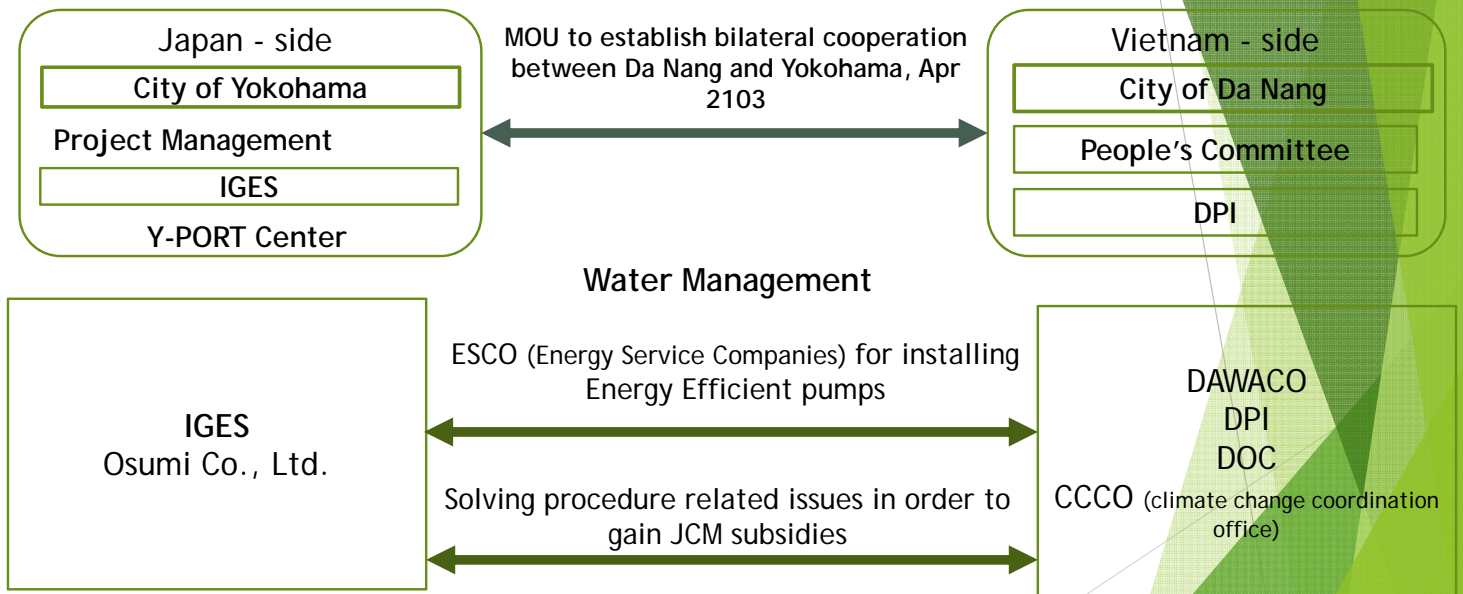 Japan - side
City of Yokohama
Project Management
IGES
Y-PORT Center
MOU to establish bilateral cooperation
between Da Nang and Yokohama, Apr
2103
Vietnam - side
City of Da Nang
People's Committee
DPI
Water Management
IGES
Osumi Co., Ltd.
ESCO (Energy Service Companies) for installing
Energy Efficient pumps
Solving procedure related issues in order to
gain JCM subsidies
DAWACO
DPI
DOC
CCCO (climate change coordination
office)